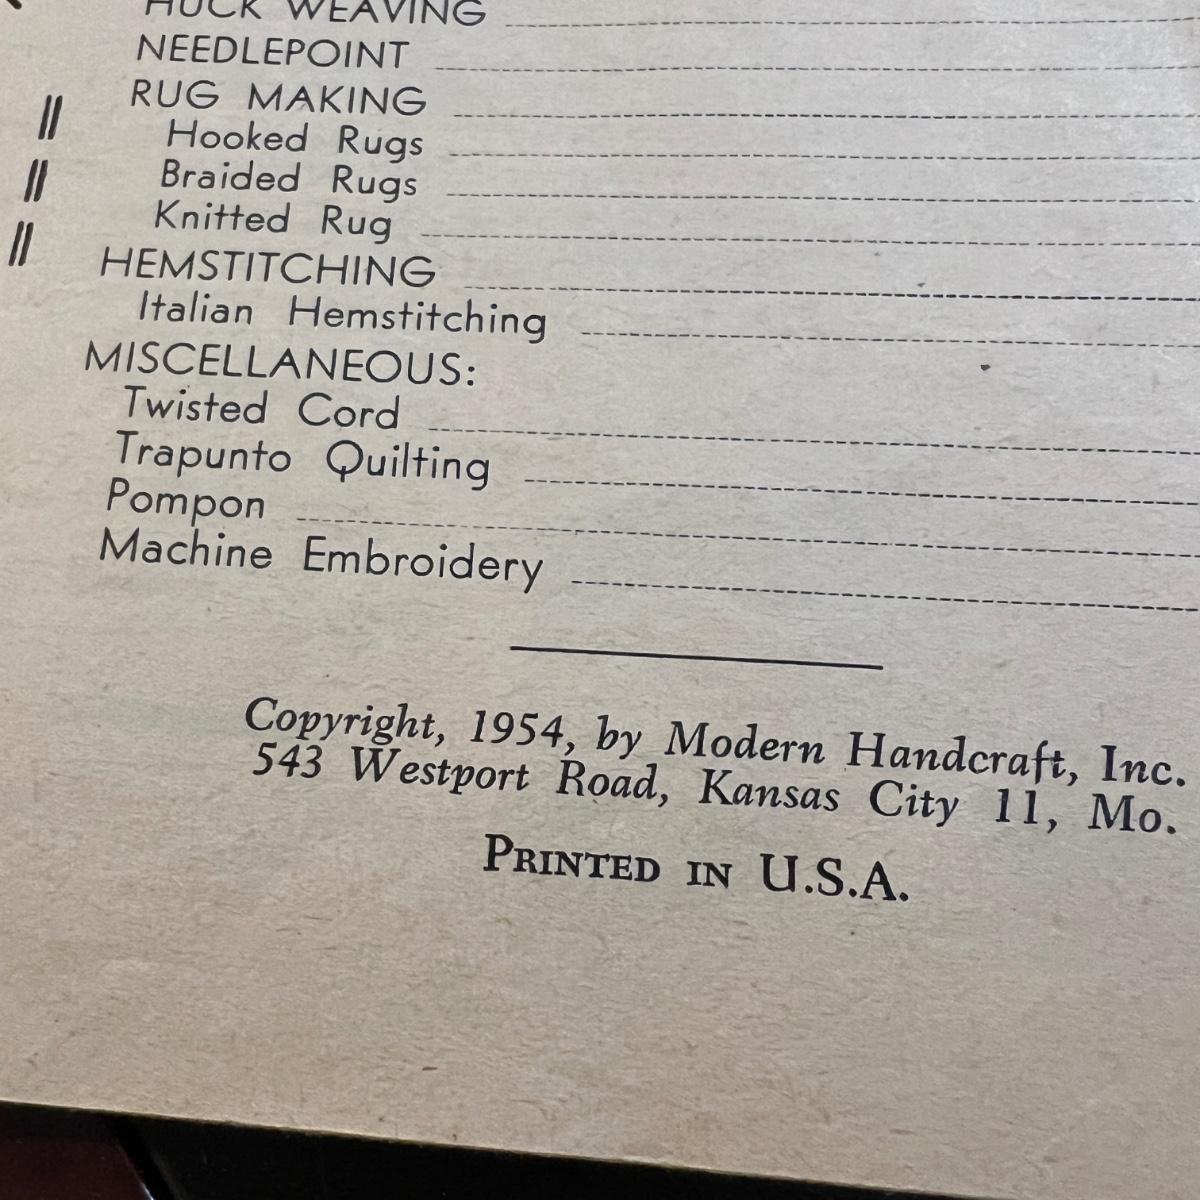 HUCK WEAVING
NEEDLEPOINT
RUG MAKING
Hooked Rugs
Braided Rugs
Knitted Rug
HEMSTITCHING
Italian Hemstitching
MISCELLANEOUS:
Twisted Cord
Trapunto Quilting
Pompon
Machine Embroidery
Copyright, 1954, by Modern Handcraft, Inc.
543 Westport Road, Kansas City 11, Mo.
PRINTED IN U.S.A.